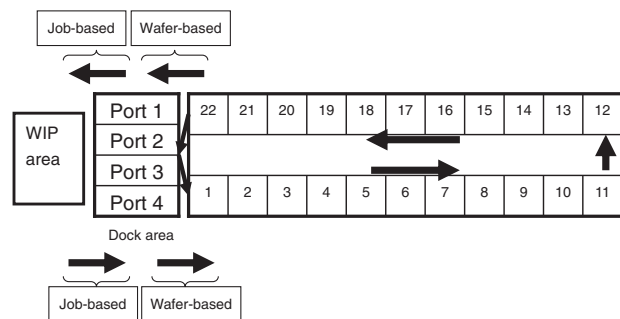 Job-based Wafer-based
Port 1 22 21 20 19 18 17 16 15 14 13 12
WIP area
Port 2
Port 3
Port 4 1 2 3 4 5 6 7 8 9 10 11
Dock area
Job-based Wafer-based